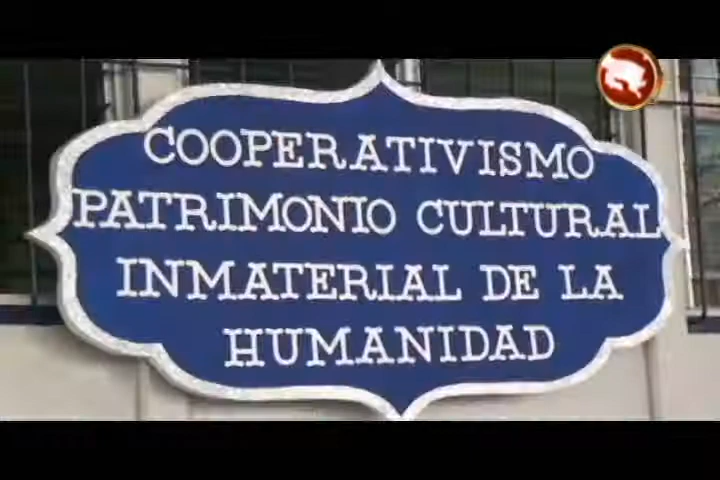 COOPERATIVISMO
PATRIMONIO CULTURAL
INMATERIAL DE LA
HUMANIDAD